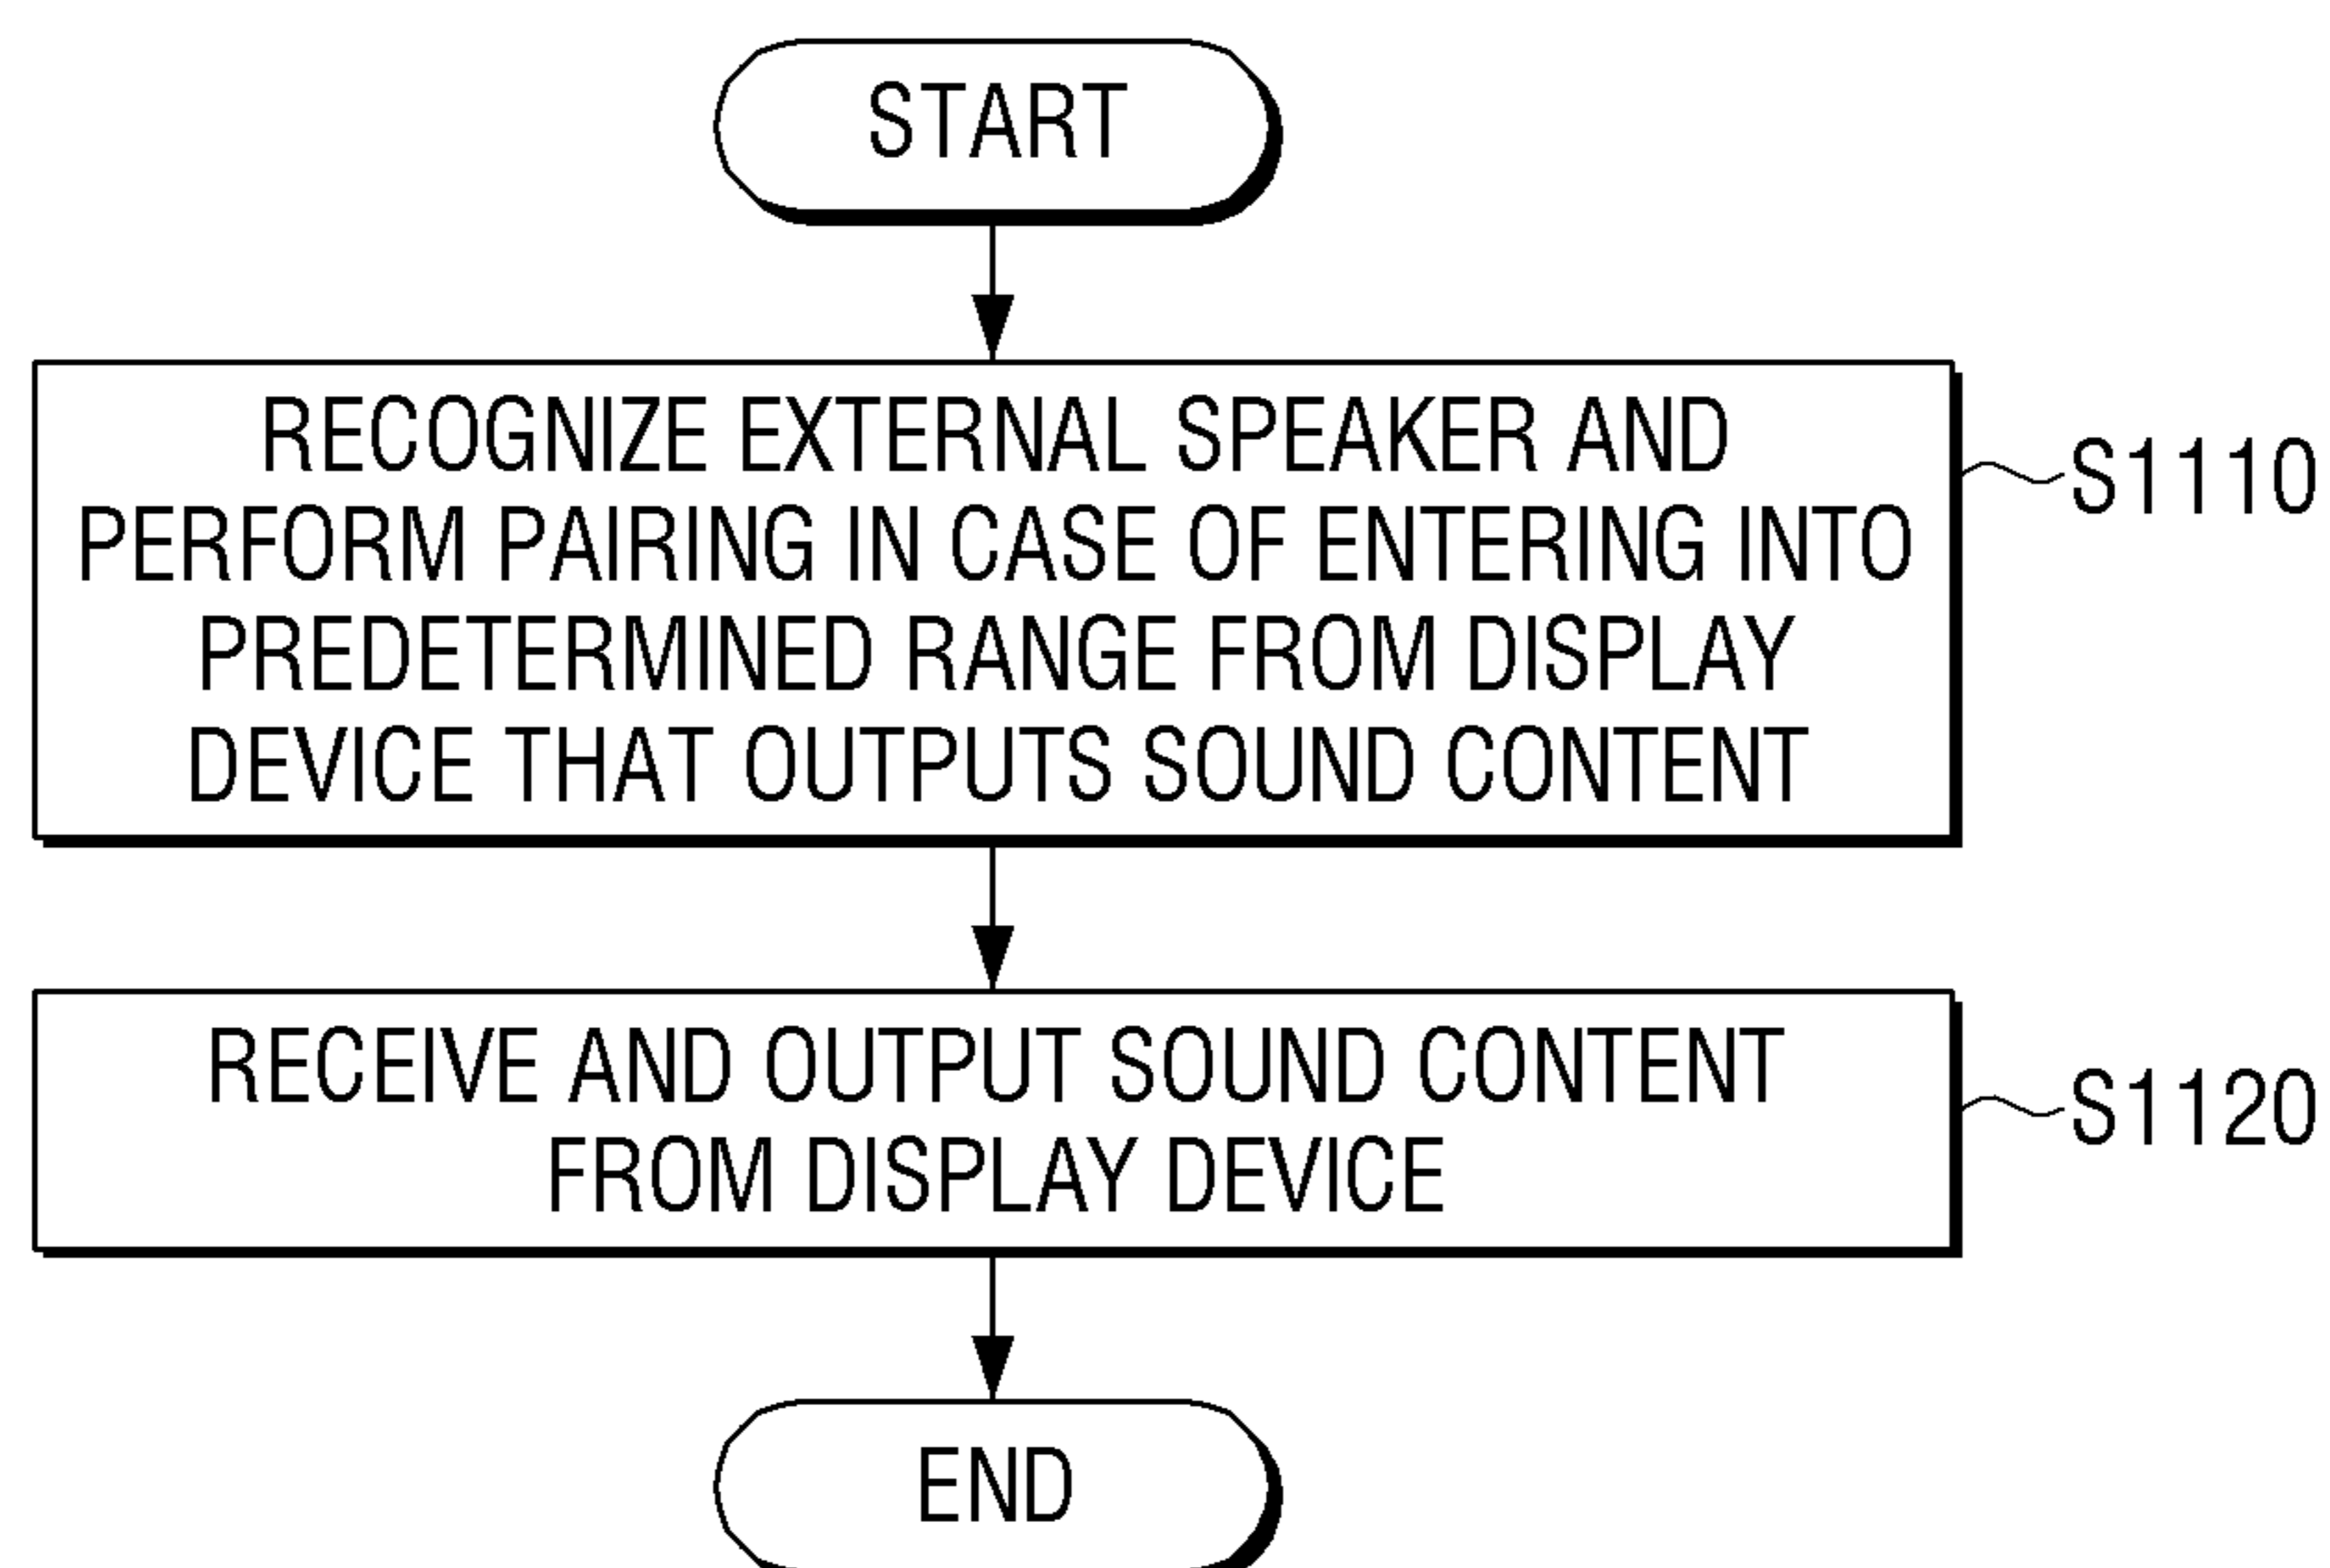 START
RECOGNIZE EXTERNAL SPEAKER AND
PERFORM PAIRING IN CASE OF ENTERING INTO
PREDETERMINED RANGE FROM DISPLAY
DEVICE THAT OUTPUTS SOUND CONTENT
S1110
RECEIVE AND OUTPUT SOUND CONTENT
FROM DISPLAY DEVICE
S1120
END